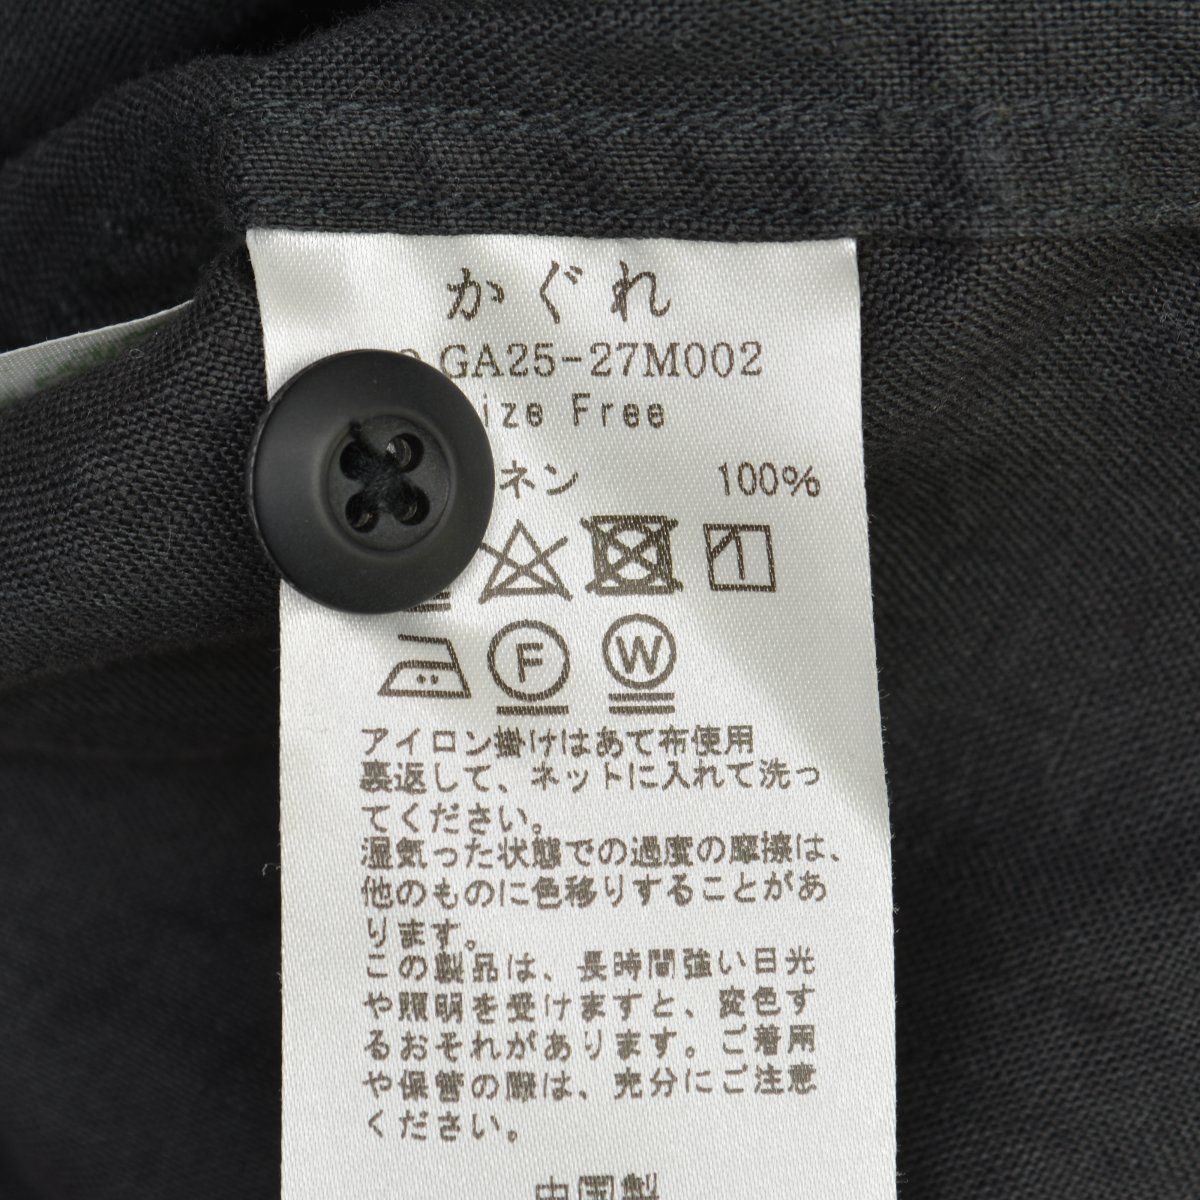 かぐれ
GA25-27M002
ize Free
ネン 100%
F W
アイロン掛けはあて布使用
裏返して、ネットに入れて洗っ
てください。
湿気った状態での過度の摩擦は、
他のものに色移りすることがあ
ります。
この製品は、長時間強い日光
や照明を受けますと、変色す
るおそれがあります。ご着用
や保管の際は、充分にご注意
ください。
中国製